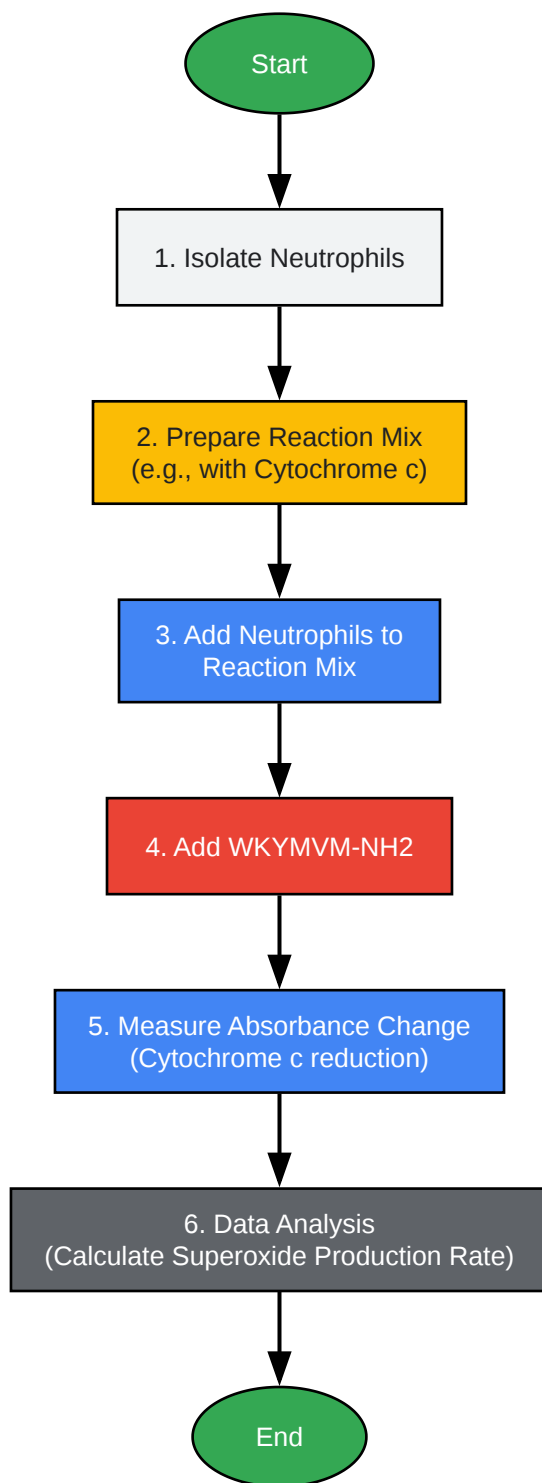 Start
1. Isolate Neutrophils
2. Prepare Reaction Mix
(e.g., with Cytochrome c)
3. Add Neutrophils to
Reaction Mix
4. Add WKYMVM-NH2
5. Measure Absorbance Change
(Cytochrome c reduction)
6. Data Analysis
(Calculate Superoxide Production Rate)
End